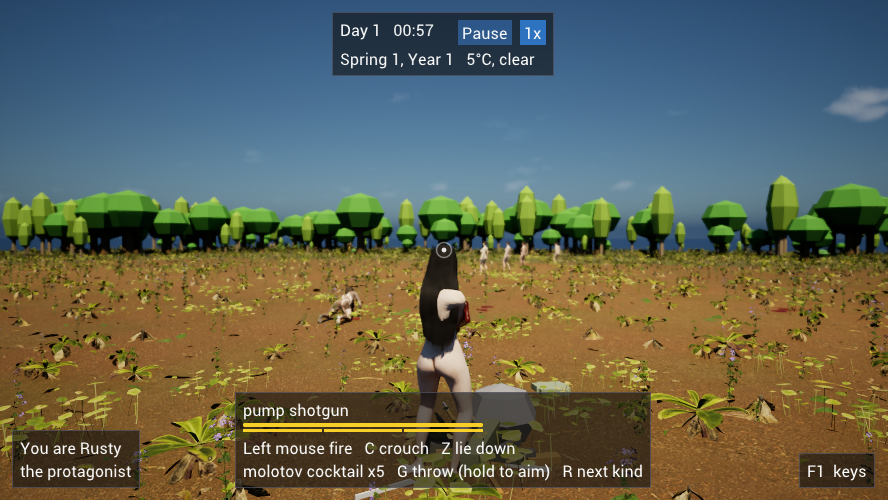 Day 1 00:57 Pause 1x
Spring 1, Year 1 5°C, clear
pump shotgun
Left mouse fire C crouch Z lie down
molotov cocktail x5 G throw (hold to aim) R next kind
You are Rusty
the protagonist
F1 keys